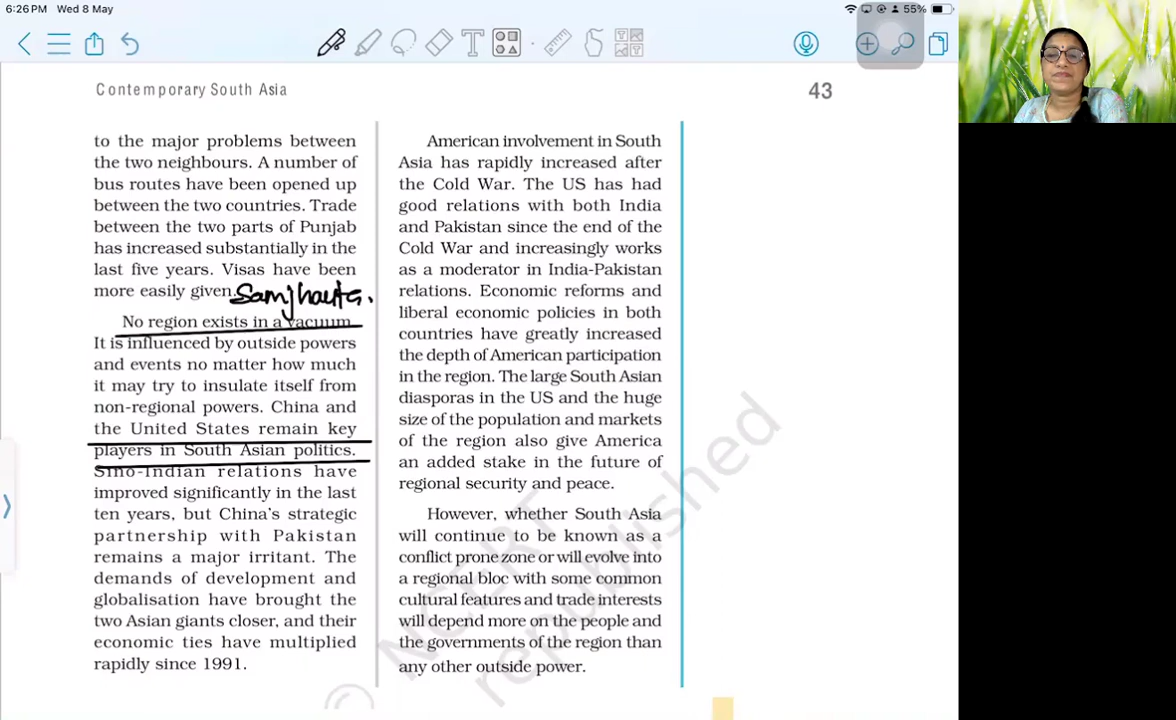 6:26 PM Wed 8 May
55%
Contemporary South Asia
43
to the major problems between
the two neighbours. A number of
bus routes have been opened up
between the two countries. Trade
between the two parts of Punjab
has increased substantially in the
last five years. Visas have been
more easily given. Samjhauta.
No region exists in a vacuum.
It is influenced by outside powers
and events no matter how much
it may try to insulate itself from
non-regional powers. China and
the United States remain key
players in South Asian politics.
Sino-Indian relations have
improved significantly in the last
ten years, but China's strategic
partnership with Pakistan
remains a major irritant. The
demands of development and
globalisation have brought the
two Asian giants closer, and their
economic ties have multiplied
rapidly since 1991.
American involvement in South
Asia has rapidly increased after
the Cold War. The US has had
good relations with both India
and Pakistan since the end of the
Cold War and increasingly works
as a moderator in India-Pakistan
relations. Economic reforms and
liberal economic policies in both
countries have greatly increased
the depth of American participation
in the region. The large South Asian
diasporas in the US and the huge
size of the population and markets
of the region also give America
an added stake in the future of
regional security and peace.
However, whether South Asia
will continue to be known as a
conflict prone zone or will evolve into
a regional bloc with some common
cultural features and trade interests
will depend more on the people and
the governments of the region than
any other outside power.
© NCERT
republished